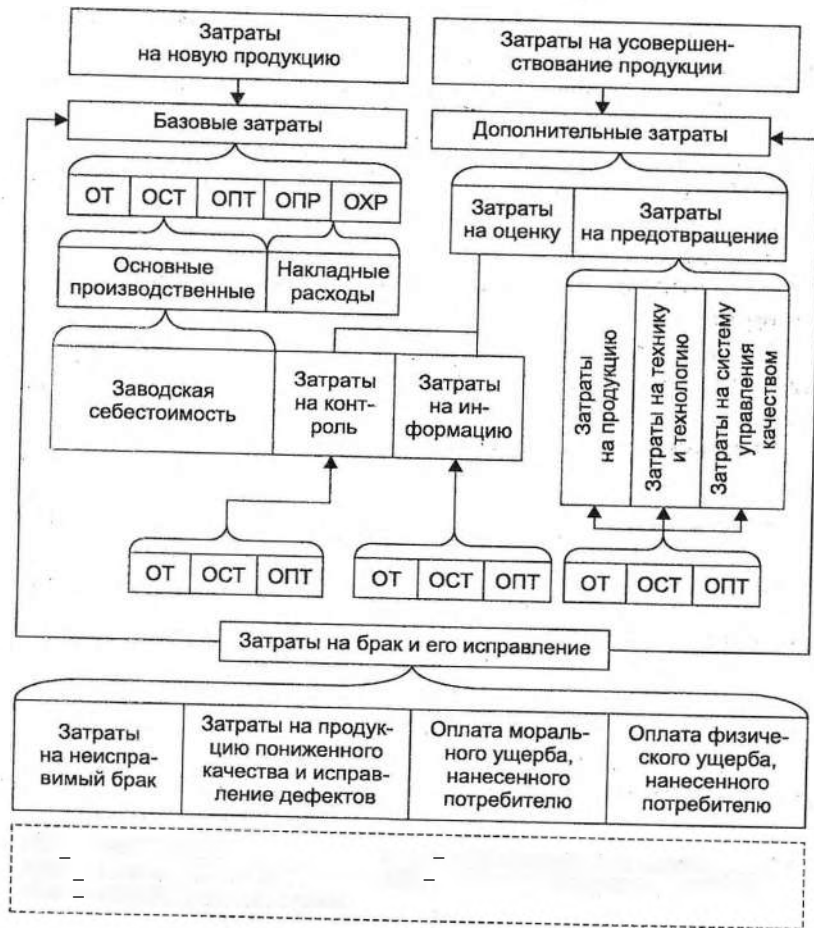 Затраты
на новую продукцию
Затраты на усовершен-
ствование продукции
Базовые затраты
Дополнительные затраты
ОТ ОСТ ОПТ ОПР ОХР
Затраты
на оценку
Затраты
на предотвращение
Основные
производственные
Накладные
расходы
Заводская
себестоимость
Затраты
на конт-
роль
Затраты
на ин-
формацию
Затраты
на продукцию
Затраты на технику
и технологию
Затраты на систему
управления
качеством
ОТ ОСТ ОПТ
ОТ ОСТ ОПТ
ОТ ОСТ ОПТ
Затраты на брак и его исправление
Затраты
на неиспра-
вимый брак
Затраты на продук-
цию пониженного
качества и исправ-
ление дефектов
Оплата мораль-
ного ущерба,
нанесенного
потребителю
Оплата физиче-
ского ущерба,
нанесенного
потребителю